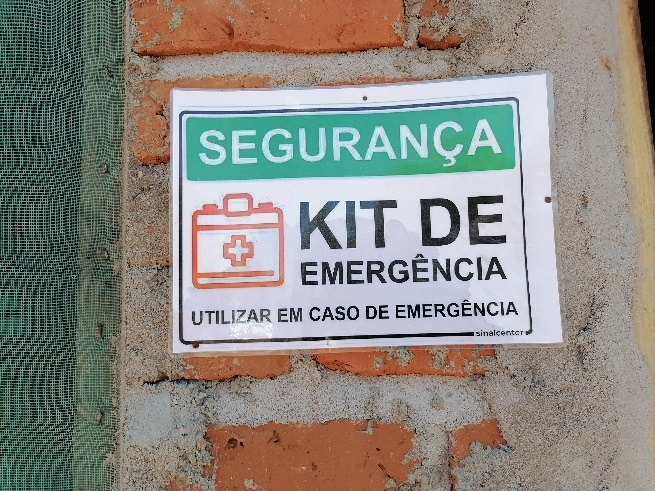 SEGURANÇA
KIT DE
EMERGÊNCIA
UTILIZAR EM CASO DE EMERGÊNCIA
sinalcenter